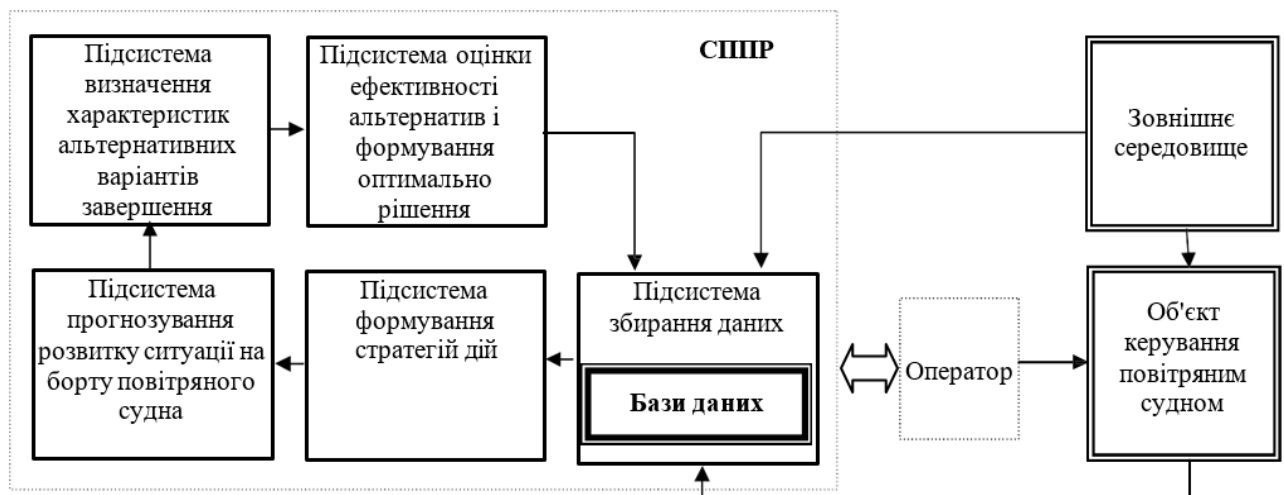 Підсистема
визначення
характеристик
альтернативних
варіантів
завершення
Підсистема оцінки
ефективності
альтернатив і
формування
оптимально
рішення
СППР
Зовнішнє
середовище
Підсистема
прогнозування
розвитку ситуації на
борту повітряного
судна
Підсистема
формування
стратегій дій
Підсистема
збирання даних
Бази даних
Оператор
Об'єкт
керування
повітряним
судном